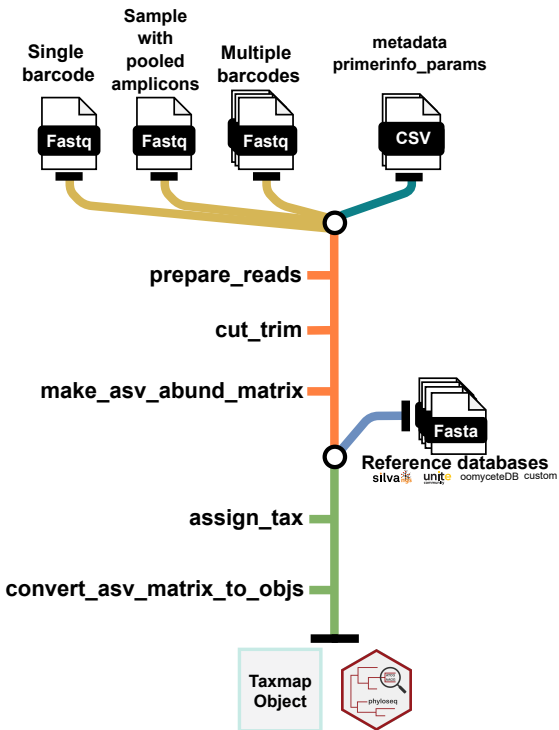 Single
barcode
Sample
with
pooled
amplicons
Multiple
barcodes
metadata
primerinfo_params
Fastq
Fastq
Fastq
CSV
prepare_reads
cut_trim
make_asv_abund_matrix
Fasta
Reference databases
silva unite oomyceteDB custom
community
assign_tax
convert_asv_matrix_to_objs
Taxmap
Object
phyloseq